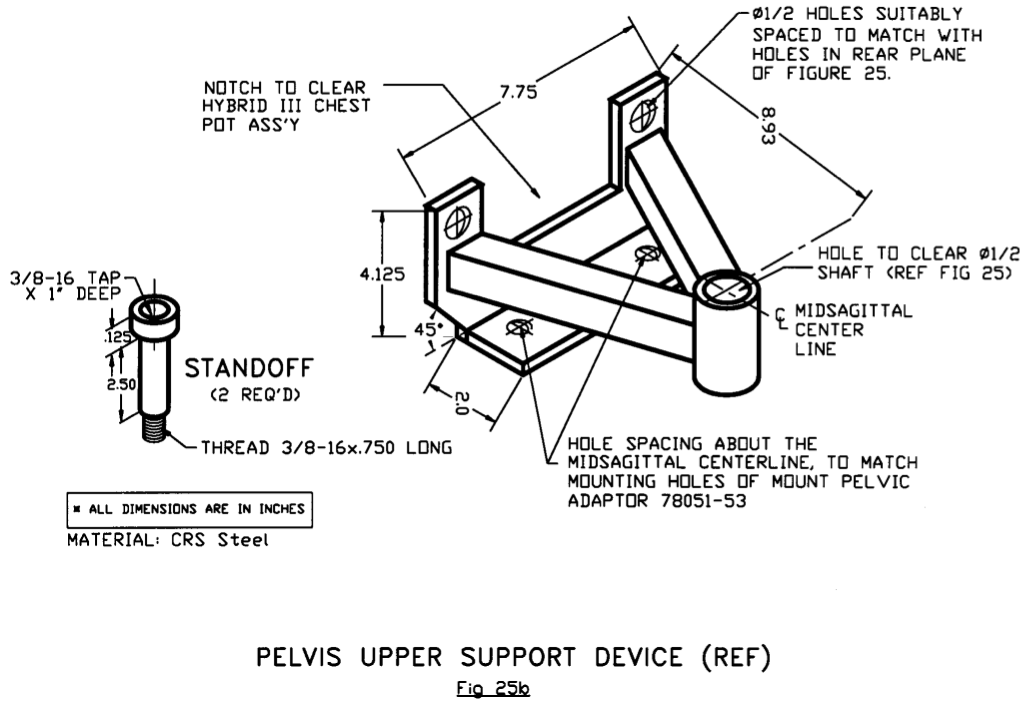 Ø1/2 HOLES SUITABLY
SPACED TO MATCH WITH
HOLES IN REAR PLANE
OF FIGURE 25.
NOTCH TO CLEAR
HYBRID III CHEST
POT ASS'Y
7.75
8.93
4.125
45°
2.0
HOLE TO CLEAR Ø1/2
SHAFT (REF FIG 25)
℄ MIDSAGITTAL
CENTER
LINE
3/8-16 TAP
X 1" DEEP
.125
2.50
STANDOFF
(2 REQ'D)
THREAD 3/8-16x.750 LONG
HOLE SPACING ABOUT THE
MIDSAGITTAL CENTERLINE, TO MATCH
MOUNTING HOLES OF MOUNT PELVIC
ADAPTOR 78051-53
* ALL DIMENSIONS ARE IN INCHES
MATERIAL: CRS Steel
PELVIS UPPER SUPPORT DEVICE (REF)
Fig 25b